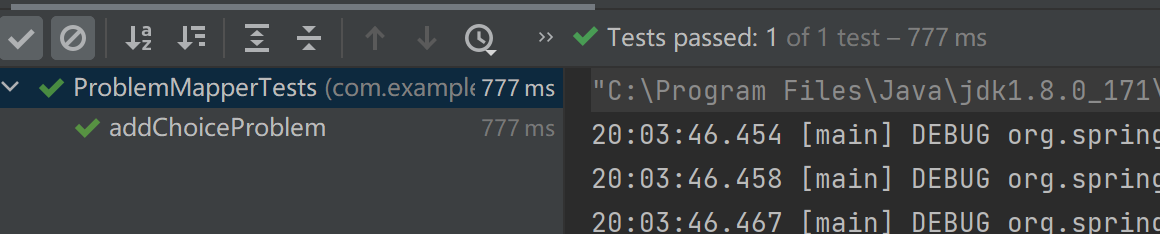 Tests passed: 1 of 1 test – 777 ms
ProblemMapperTests (com.example 777 ms
addChoiceProblem 777 ms
"C:\Program Files\Java\jdk1.8.0_171\
20:03:46.454 [main] DEBUG org.spring
20:03:46.458 [main] DEBUG org.spring
20:03:46.467 [main] DEBUG org.spring